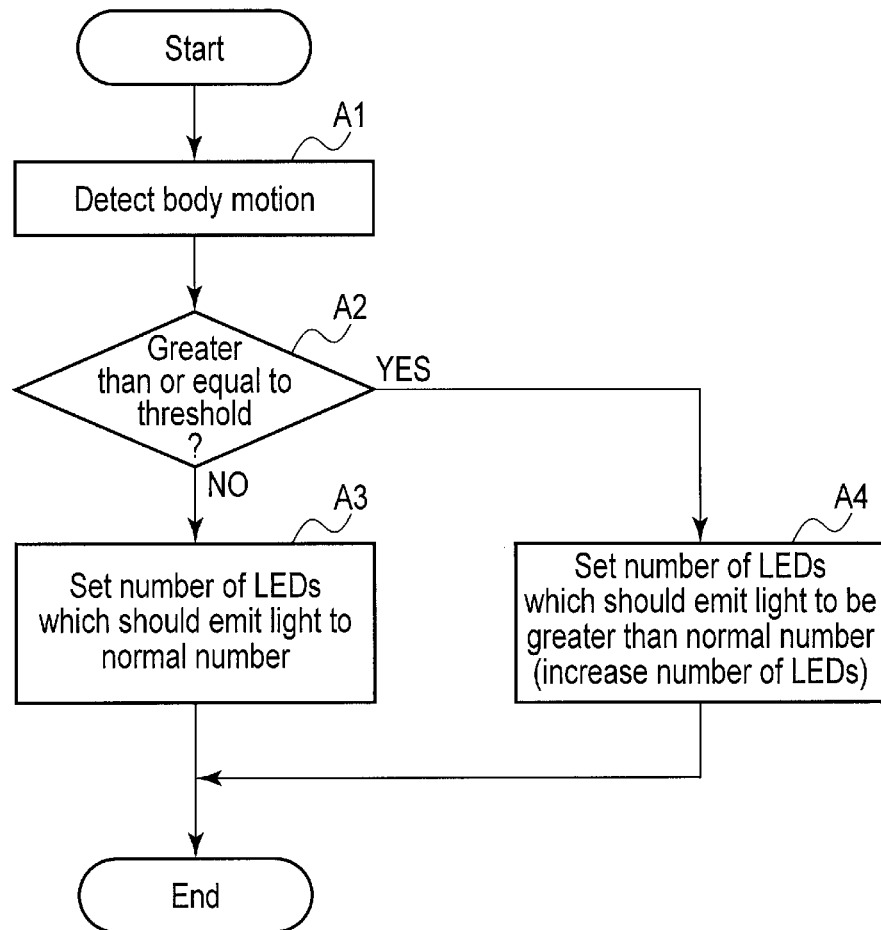 Start
A1
Detect body motion
A2
Greater
than or equal to
threshold
?
YES
NO
A3
Set number of LEDs
which should emit light to
normal number
A4
Set number of LEDs
which should emit light to be
greater than normal number
(increase number of LEDs)
End